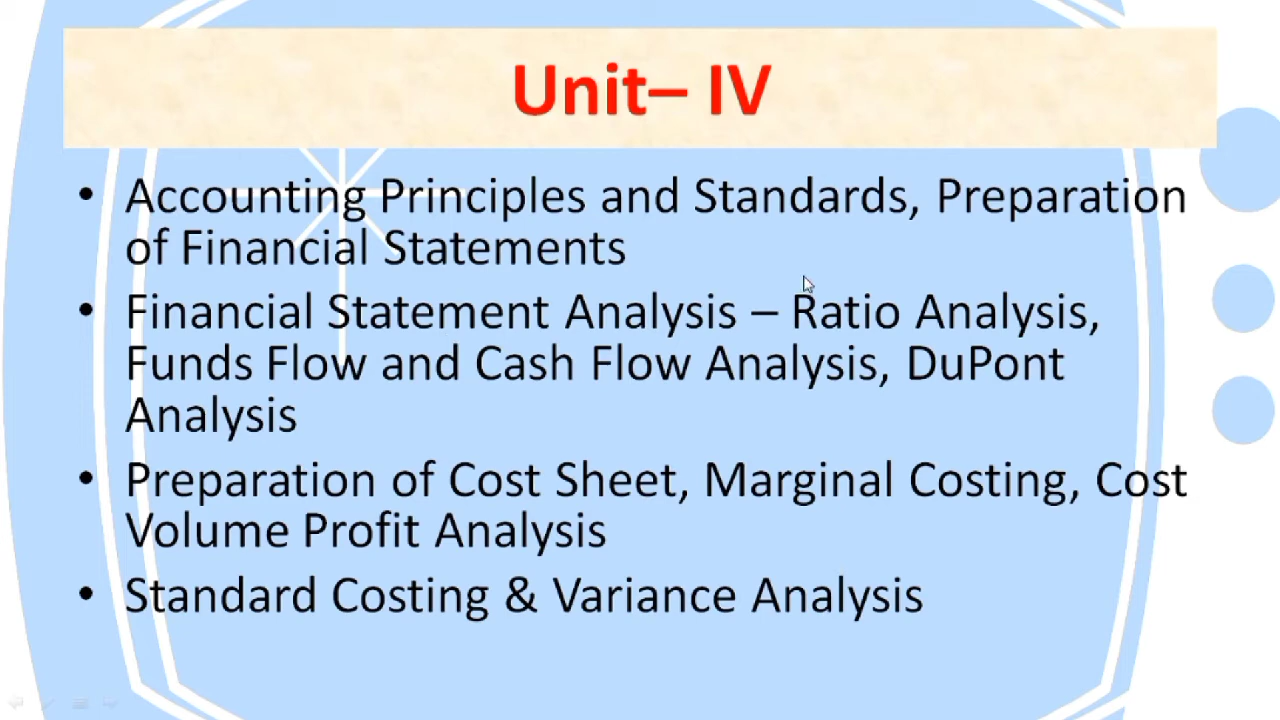 Unit– IV
• Accounting Principles and Standards, Preparation
of Financial Statements
• Financial Statement Analysis – Ratio Analysis,
Funds Flow and Cash Flow Analysis, DuPont
Analysis
• Preparation of Cost Sheet, Marginal Costing, Cost
Volume Profit Analysis
• Standard Costing & Variance Analysis